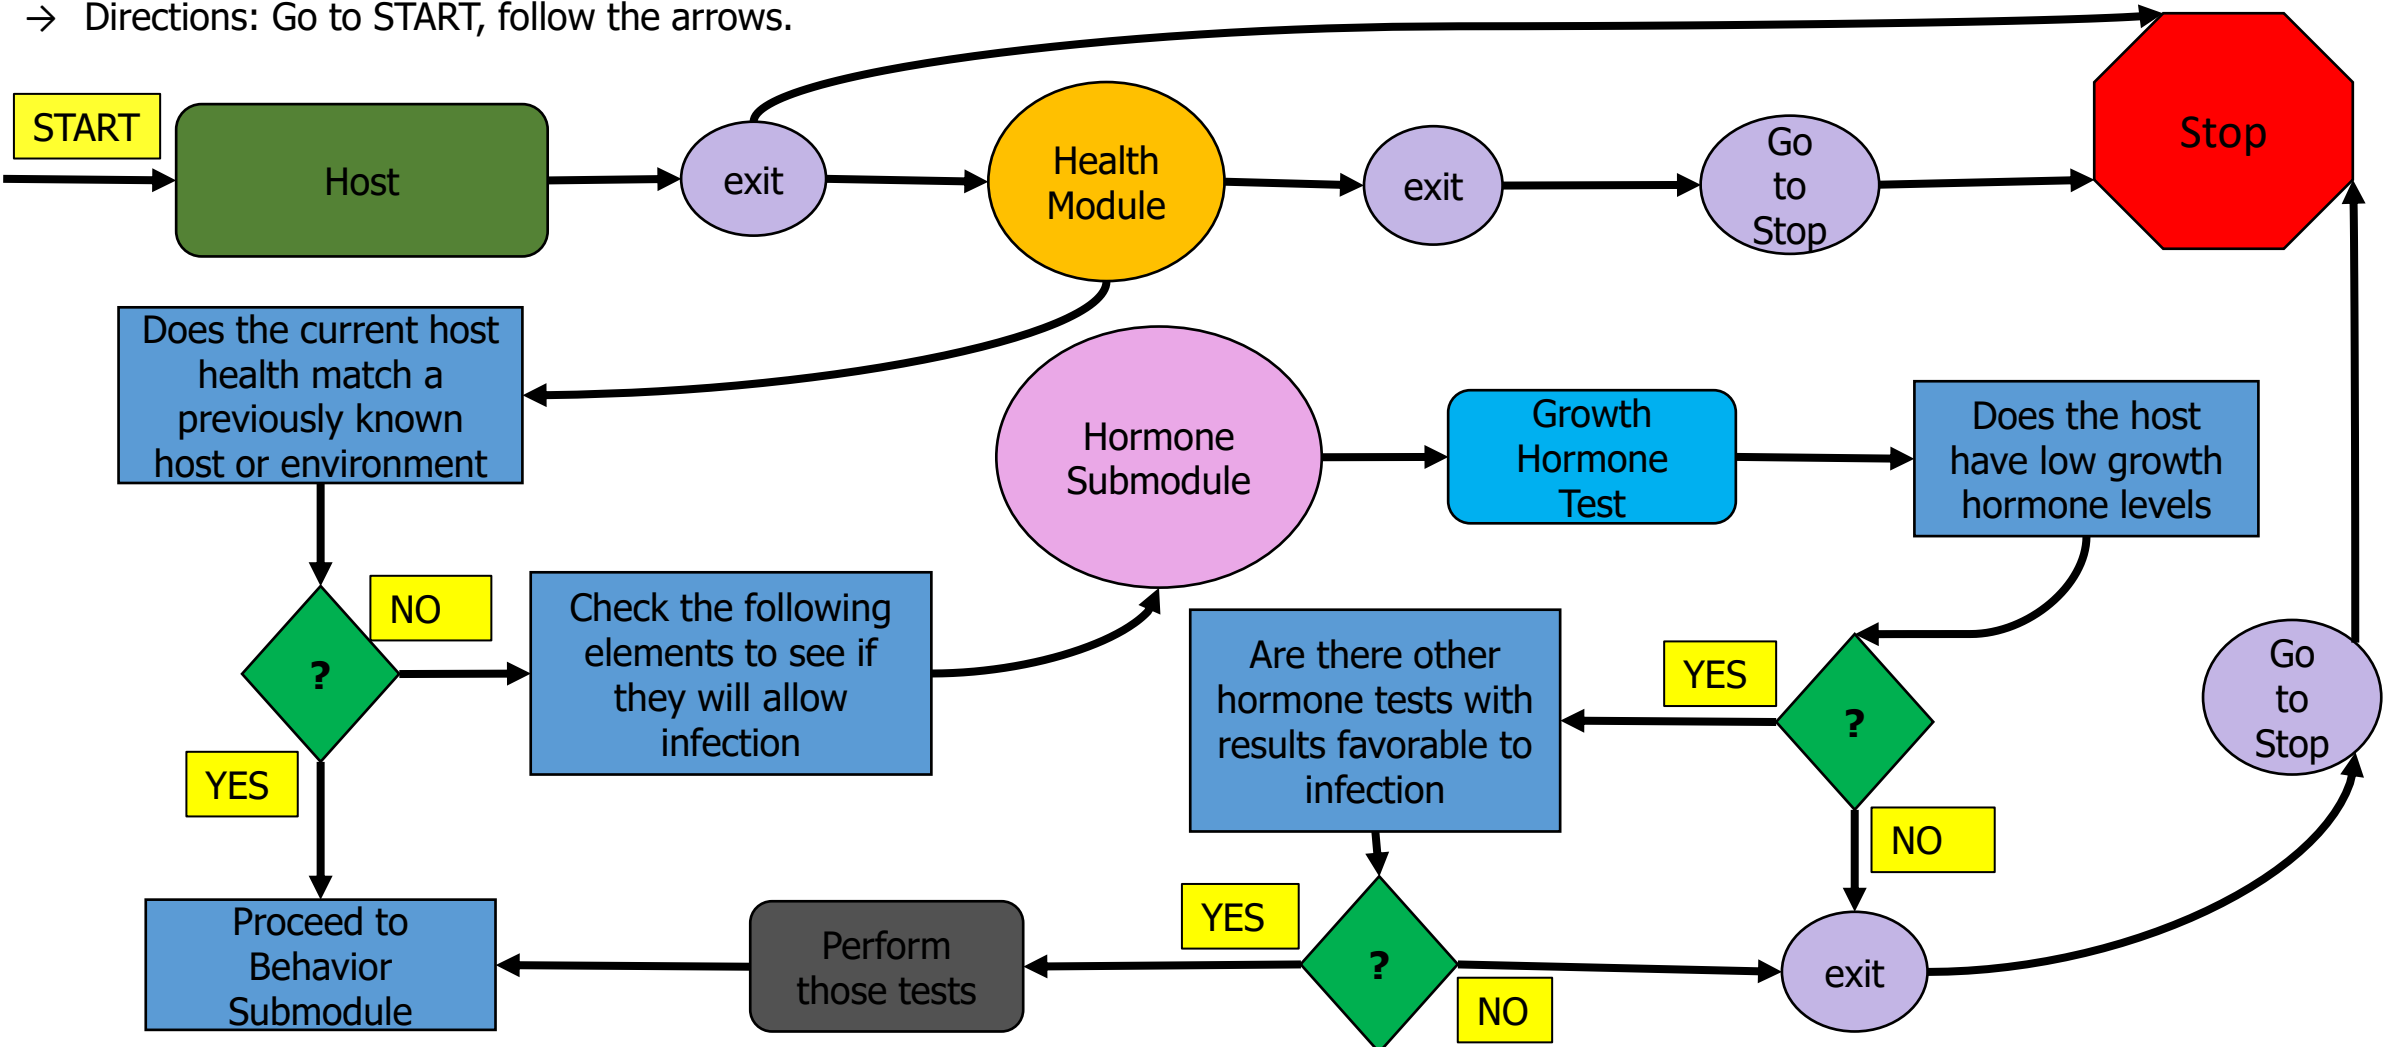 → Directions: Go to START, follow the arrows.
START
Host
exit
Health
Module
exit
Go
to
Stop
Stop
Does the current host
health match a
previously known
host or environment
Hormone
Submodule
Growth
Hormone
Test
Does the host
have low growth
hormone levels
?
NO
Check the following
elements to see if
they will allow
infection
Are there other
hormone tests with
results favorable to
infection
YES
?
Go
to
Stop
YES
NO
Proceed to
Behavior
Submodule
Perform
those tests
YES
?
NO
exit